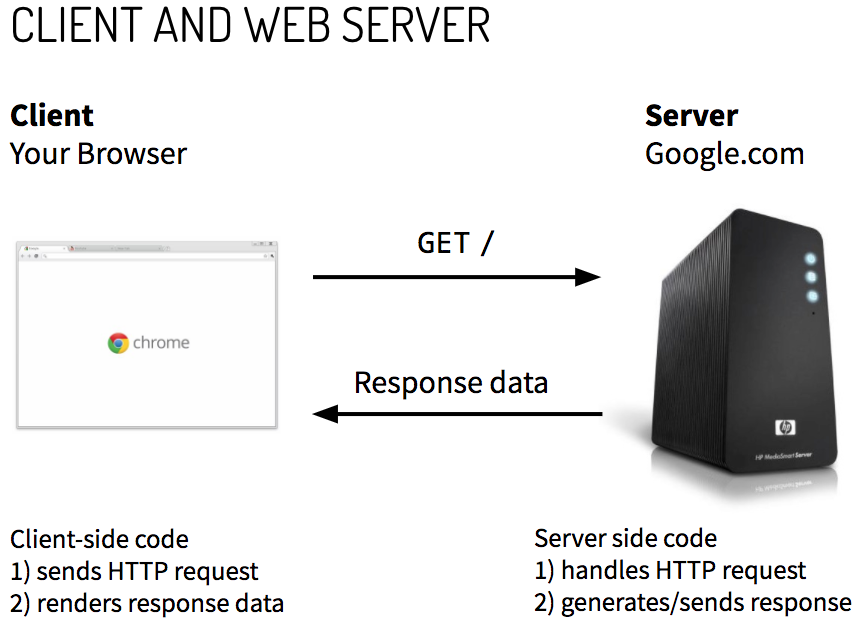 CLIENT AND WEB SERVER
Client
Your Browser
Server
Google.com
GET /
chrome
Response data
hp
HP MediaSmart Server
Client-side code
1) sends HTTP request
2) renders response data
Server side code
1) handles HTTP request
2) generates/sends response